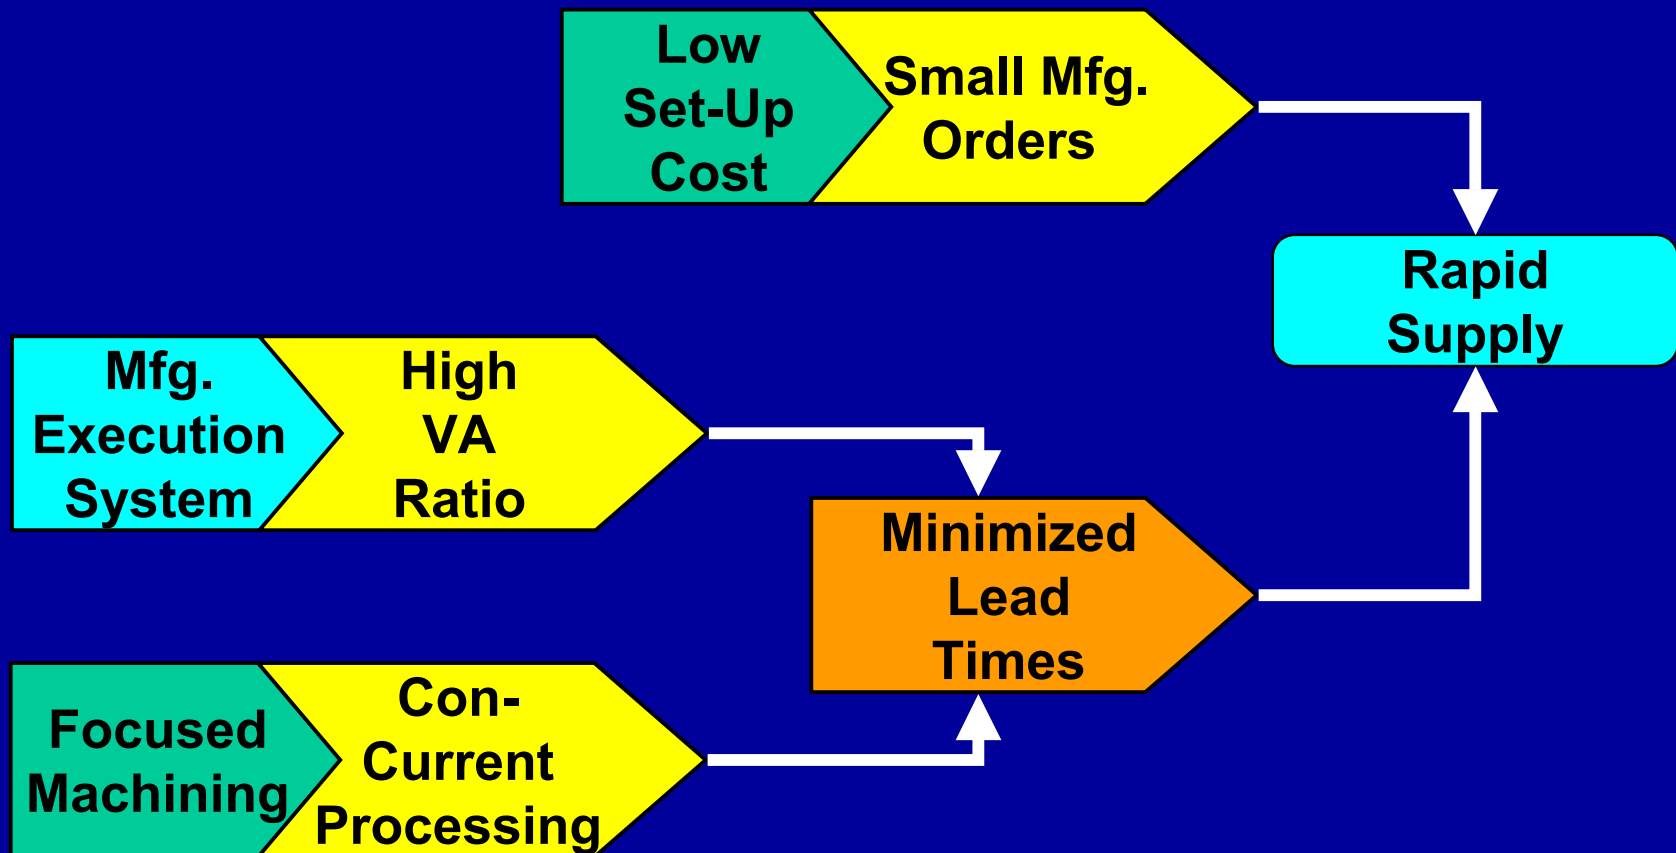 Low
Set-Up
Cost
Small Mfg.
Orders
Rapid
Supply
Mfg.
Execution
System
High
VA
Ratio
Minimized
Lead
Times
Focused
Machining
Con-
Current
Processing